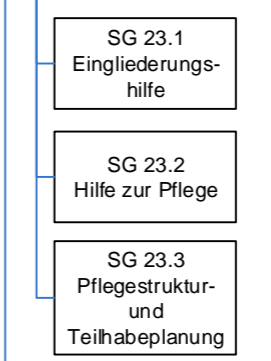 SG 23.1
Eingliederungs-
hilfe
SG 23.2
Hilfe zur Pflege
SG 23.3
Pflegestruktur-
und
Teilhabeplanung